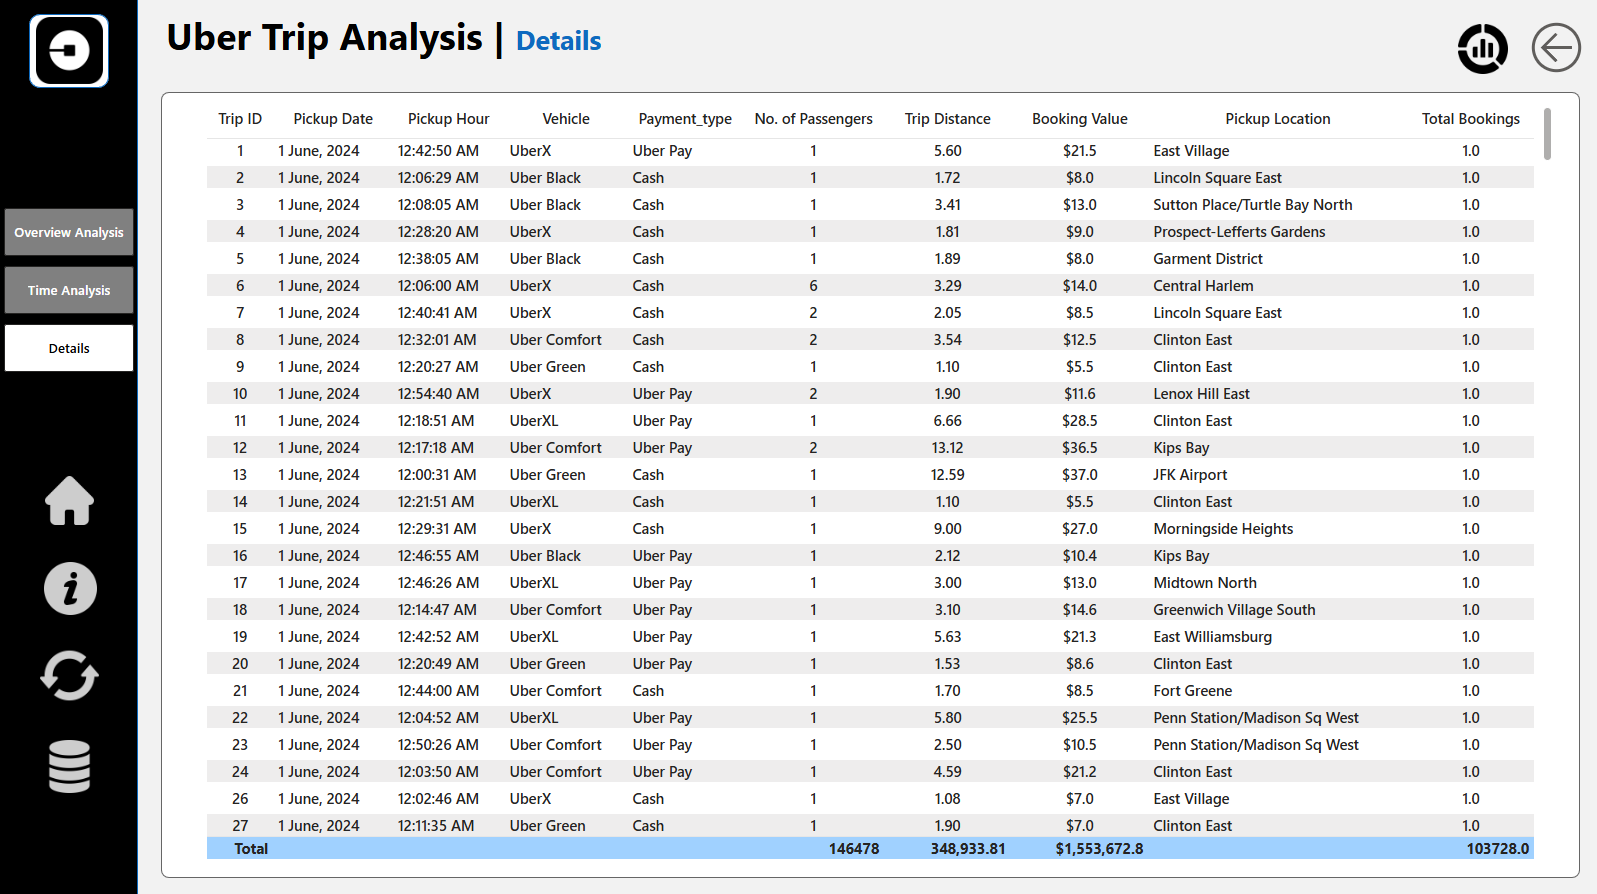 Uber Trip Analysis | Details
Overview Analysis
Time Analysis
Details
Trip ID Pickup Date Pickup Hour Vehicle Payment_type No. of Passengers Trip Distance Booking Value Pickup Location Total Bookings
1 1 June, 2024 12:42:50 AM UberX Uber Pay 1 5.60 $21.5 East Village 1.0
2 1 June, 2024 12:06:29 AM Uber Black Cash 1 1.72 $8.0 Lincoln Square East 1.0
3 1 June, 2024 12:08:05 AM Uber Black Cash 1 3.41 $13.0 Sutton Place/Turtle Bay North 1.0
4 1 June, 2024 12:28:20 AM UberX Cash 1 1.81 $9.0 Prospect-Lefferts Gardens 1.0
5 1 June, 2024 12:38:05 AM Uber Black Cash 1 1.89 $8.0 Garment District 1.0
6 1 June, 2024 12:06:00 AM UberX Cash 6 3.29 $14.0 Central Harlem 1.0
7 1 June, 2024 12:40:41 AM UberX Cash 2 2.05 $8.5 Lincoln Square East 1.0
8 1 June, 2024 12:32:01 AM Uber Comfort Cash 2 3.54 $12.5 Clinton East 1.0
9 1 June, 2024 12:20:27 AM Uber Green Cash 1 1.10 $5.5 Clinton East 1.0
10 1 June, 2024 12:54:40 AM UberX Uber Pay 2 1.90 $11.6 Lenox Hill East 1.0
11 1 June, 2024 12:18:51 AM UberXL Uber Pay 1 6.66 $28.5 Clinton East 1.0
12 1 June, 2024 12:17:18 AM Uber Comfort Uber Pay 2 13.12 $36.5 Kips Bay 1.0
13 1 June, 2024 12:00:31 AM Uber Green Cash 1 12.59 $37.0 JFK Airport 1.0
14 1 June, 2024 12:21:51 AM UberXL Cash 1 1.10 $5.5 Clinton East 1.0
15 1 June, 2024 12:29:31 AM UberX Cash 1 9.00 $27.0 Morningside Heights 1.0
16 1 June, 2024 12:46:55 AM Uber Black Uber Pay 1 2.12 $10.4 Kips Bay 1.0
17 1 June, 2024 12:46:26 AM UberXL Uber Pay 1 3.00 $13.0 Midtown North 1.0
18 1 June, 2024 12:14:47 AM Uber Comfort Uber Pay 1 3.10 $14.6 Greenwich Village South 1.0
19 1 June, 2024 12:42:52 AM UberXL Uber Pay 1 5.63 $21.3 East Williamsburg 1.0
20 1 June, 2024 12:20:49 AM Uber Green Uber Pay 1 1.53 $8.6 Clinton East 1.0
21 1 June, 2024 12:44:00 AM Uber Comfort Cash 1 1.70 $8.5 Fort Greene 1.0
22 1 June, 2024 12:04:52 AM UberXL Uber Pay 1 5.80 $25.5 Penn Station/Madison Sq West 1.0
23 1 June, 2024 12:50:26 AM Uber Comfort Uber Pay 1 2.50 $10.5 Penn Station/Madison Sq West 1.0
24 1 June, 2024 12:03:50 AM Uber Comfort Uber Pay 1 4.59 $21.2 Clinton East 1.0
26 1 June, 2024 12:02:46 AM UberX Cash 1 1.08 $7.0 East Village 1.0
27 1 June, 2024 12:11:35 AM Uber Green Cash 1 1.90 $7.0 Clinton East 1.0
Total 146478 348,933.81 $1,553,672.8 103728.0